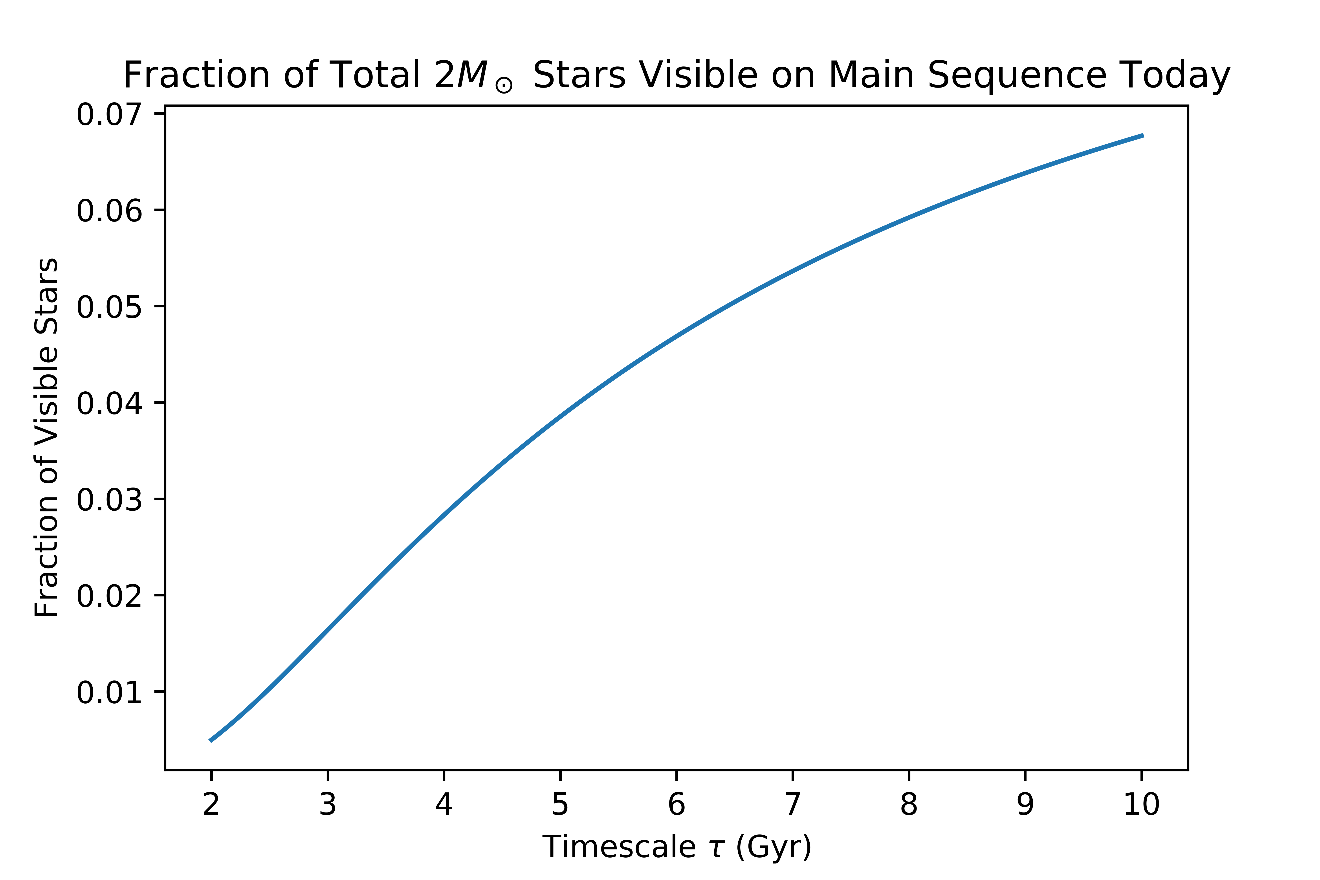 Fraction of Total 2M⊙ Stars Visible on Main Sequence Today
0.07
0.06
0.05
0.04
0.03
0.02
0.01
Fraction of Visible Stars
2 3 4 5 6 7 8 9 10
Timescale τ (Gyr)